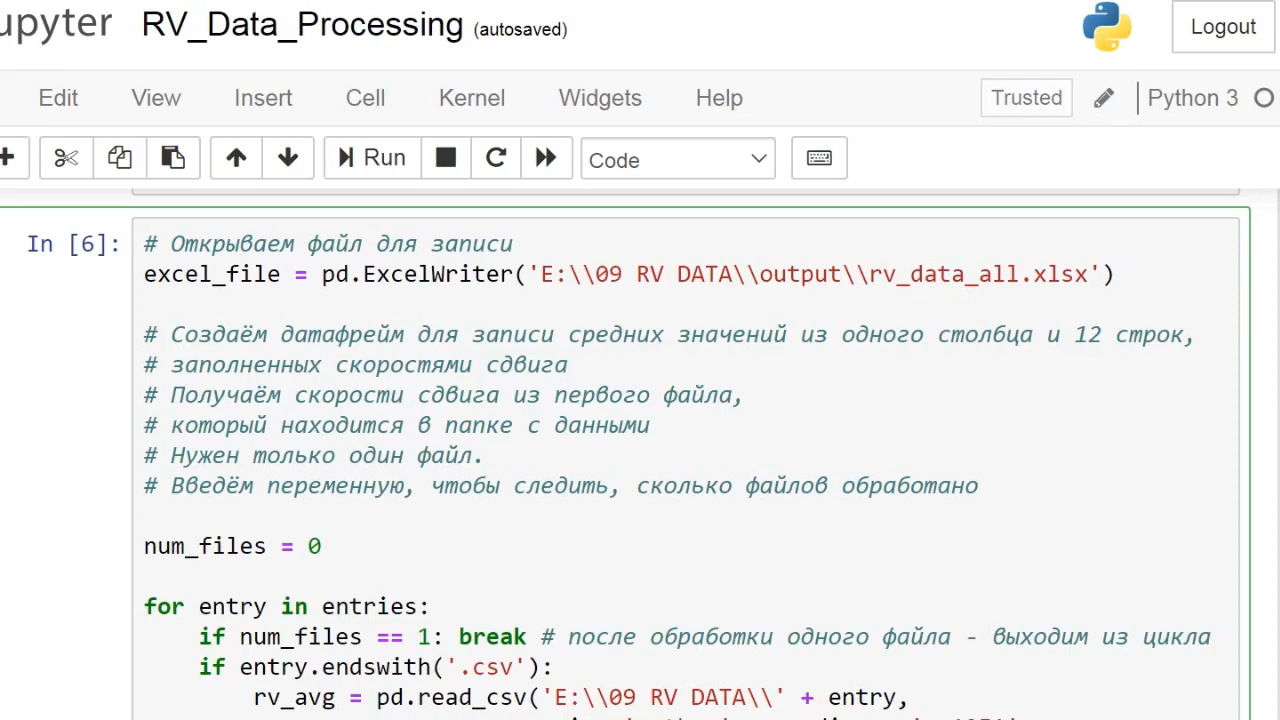 upyter RV_Data_Processing (autosaved) Logout
Edit View Insert Cell Kernel Widgets Help Trusted Python 3
Run Code
In [6]:
# Открываем файл для записи
excel_file = pd.ExcelWriter('E:\\09 RV DATA\\output\\rv_data_all.xlsx')
# Создаём датафрейм для записи средних значений из одного столбца и 12 строк,
# заполненных скоростями сдвига
# Получаём скорости сдвига из первого файла,
# который находится в папке с данными
# Нужен только один файл.
# Введём переменную, чтобы следить, сколько файлов обработано
num_files = 0
for entry in entries:
    if num_files == 1: break # после обработки одного файла - выходим из цикла
    if entry.endswith('.csv'):
        rv_avg = pd.read_csv('E:\\09 RV DATA\\' + entry,